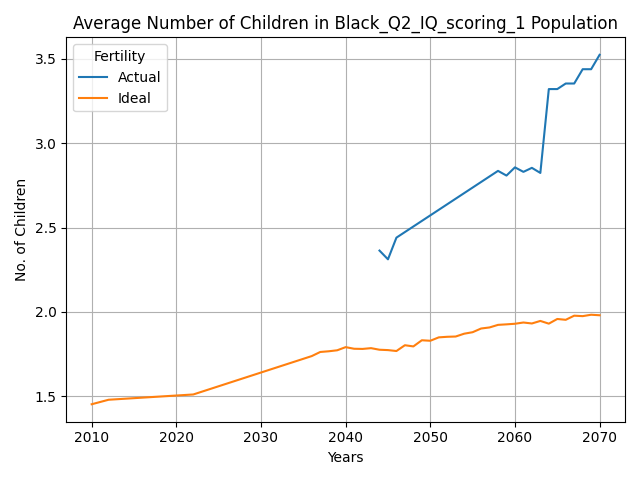 Average Number of Children in Black_Q2_IQ_scoring_1 Population
Fertility
Actual
Ideal
No. of Children
3.5
3.0
2.5
2.0
1.5
2010 2020 2030 2040 2050 2060 2070
Years